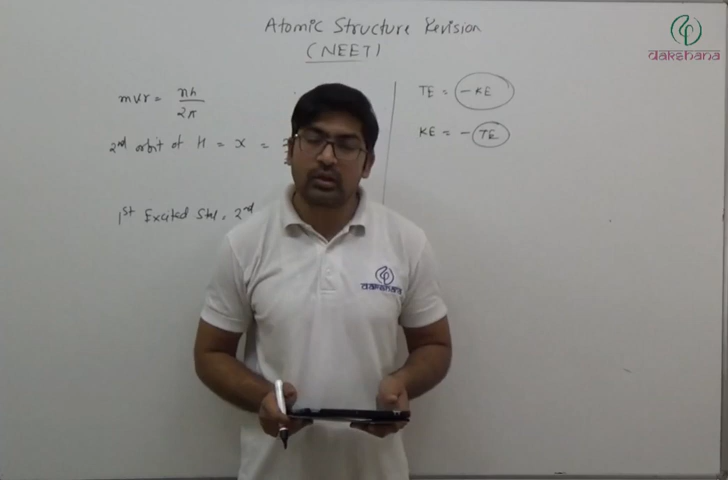 Atomic Structure Revision
(NEET)
dakshana
mvr = nh
2π
2nd orbit of H = x =
1st Excited State = 2nd
TE = -KE
KE = -TE
dakshana